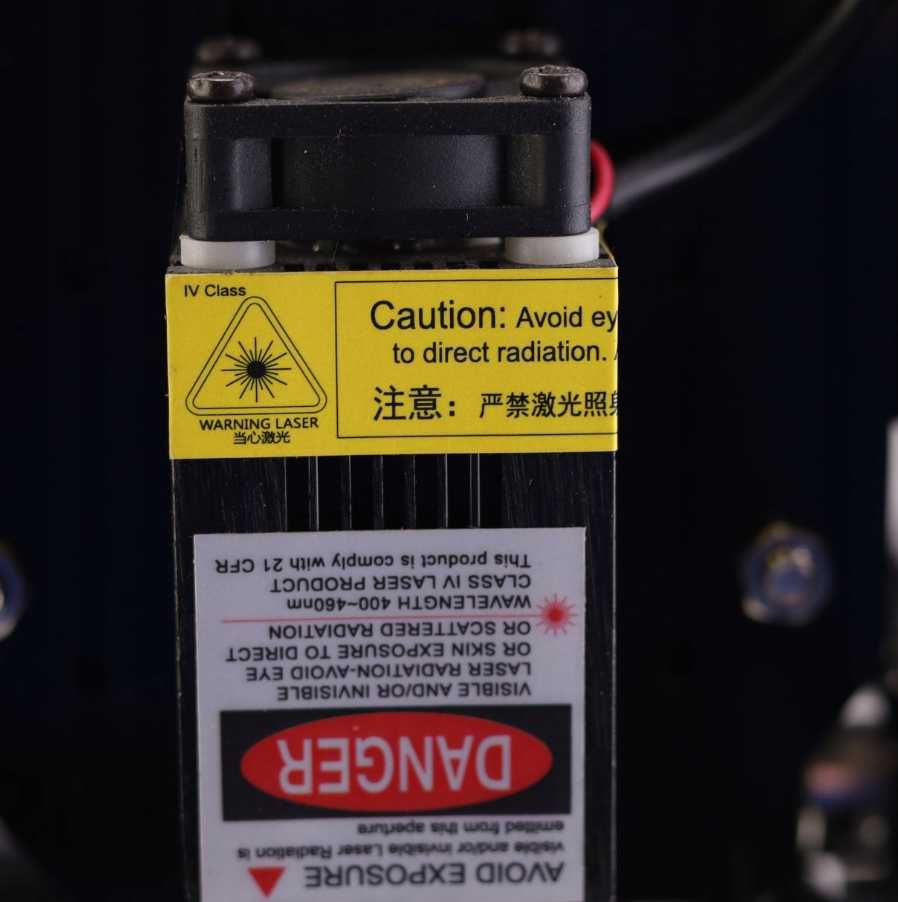 IV Class
WARNING LASER
当心激光
Caution: Avoid
to direct radiation.
注意：严禁激光照射
AVOID EXPOSURE
visible and/or invisible Laser Radiation is
emitted from this aperture
DANGER
VISIBLE AND/OR INVISIBLE
LASER RADIATION-AVOID EYE
OR SKIN EXPOSURE TO DIRECT
OR SCATTERED RADIATION
WAVELENGTH 400~460nm
CLASS IV LASER PRODUCT
This product is comply with 21 CFR